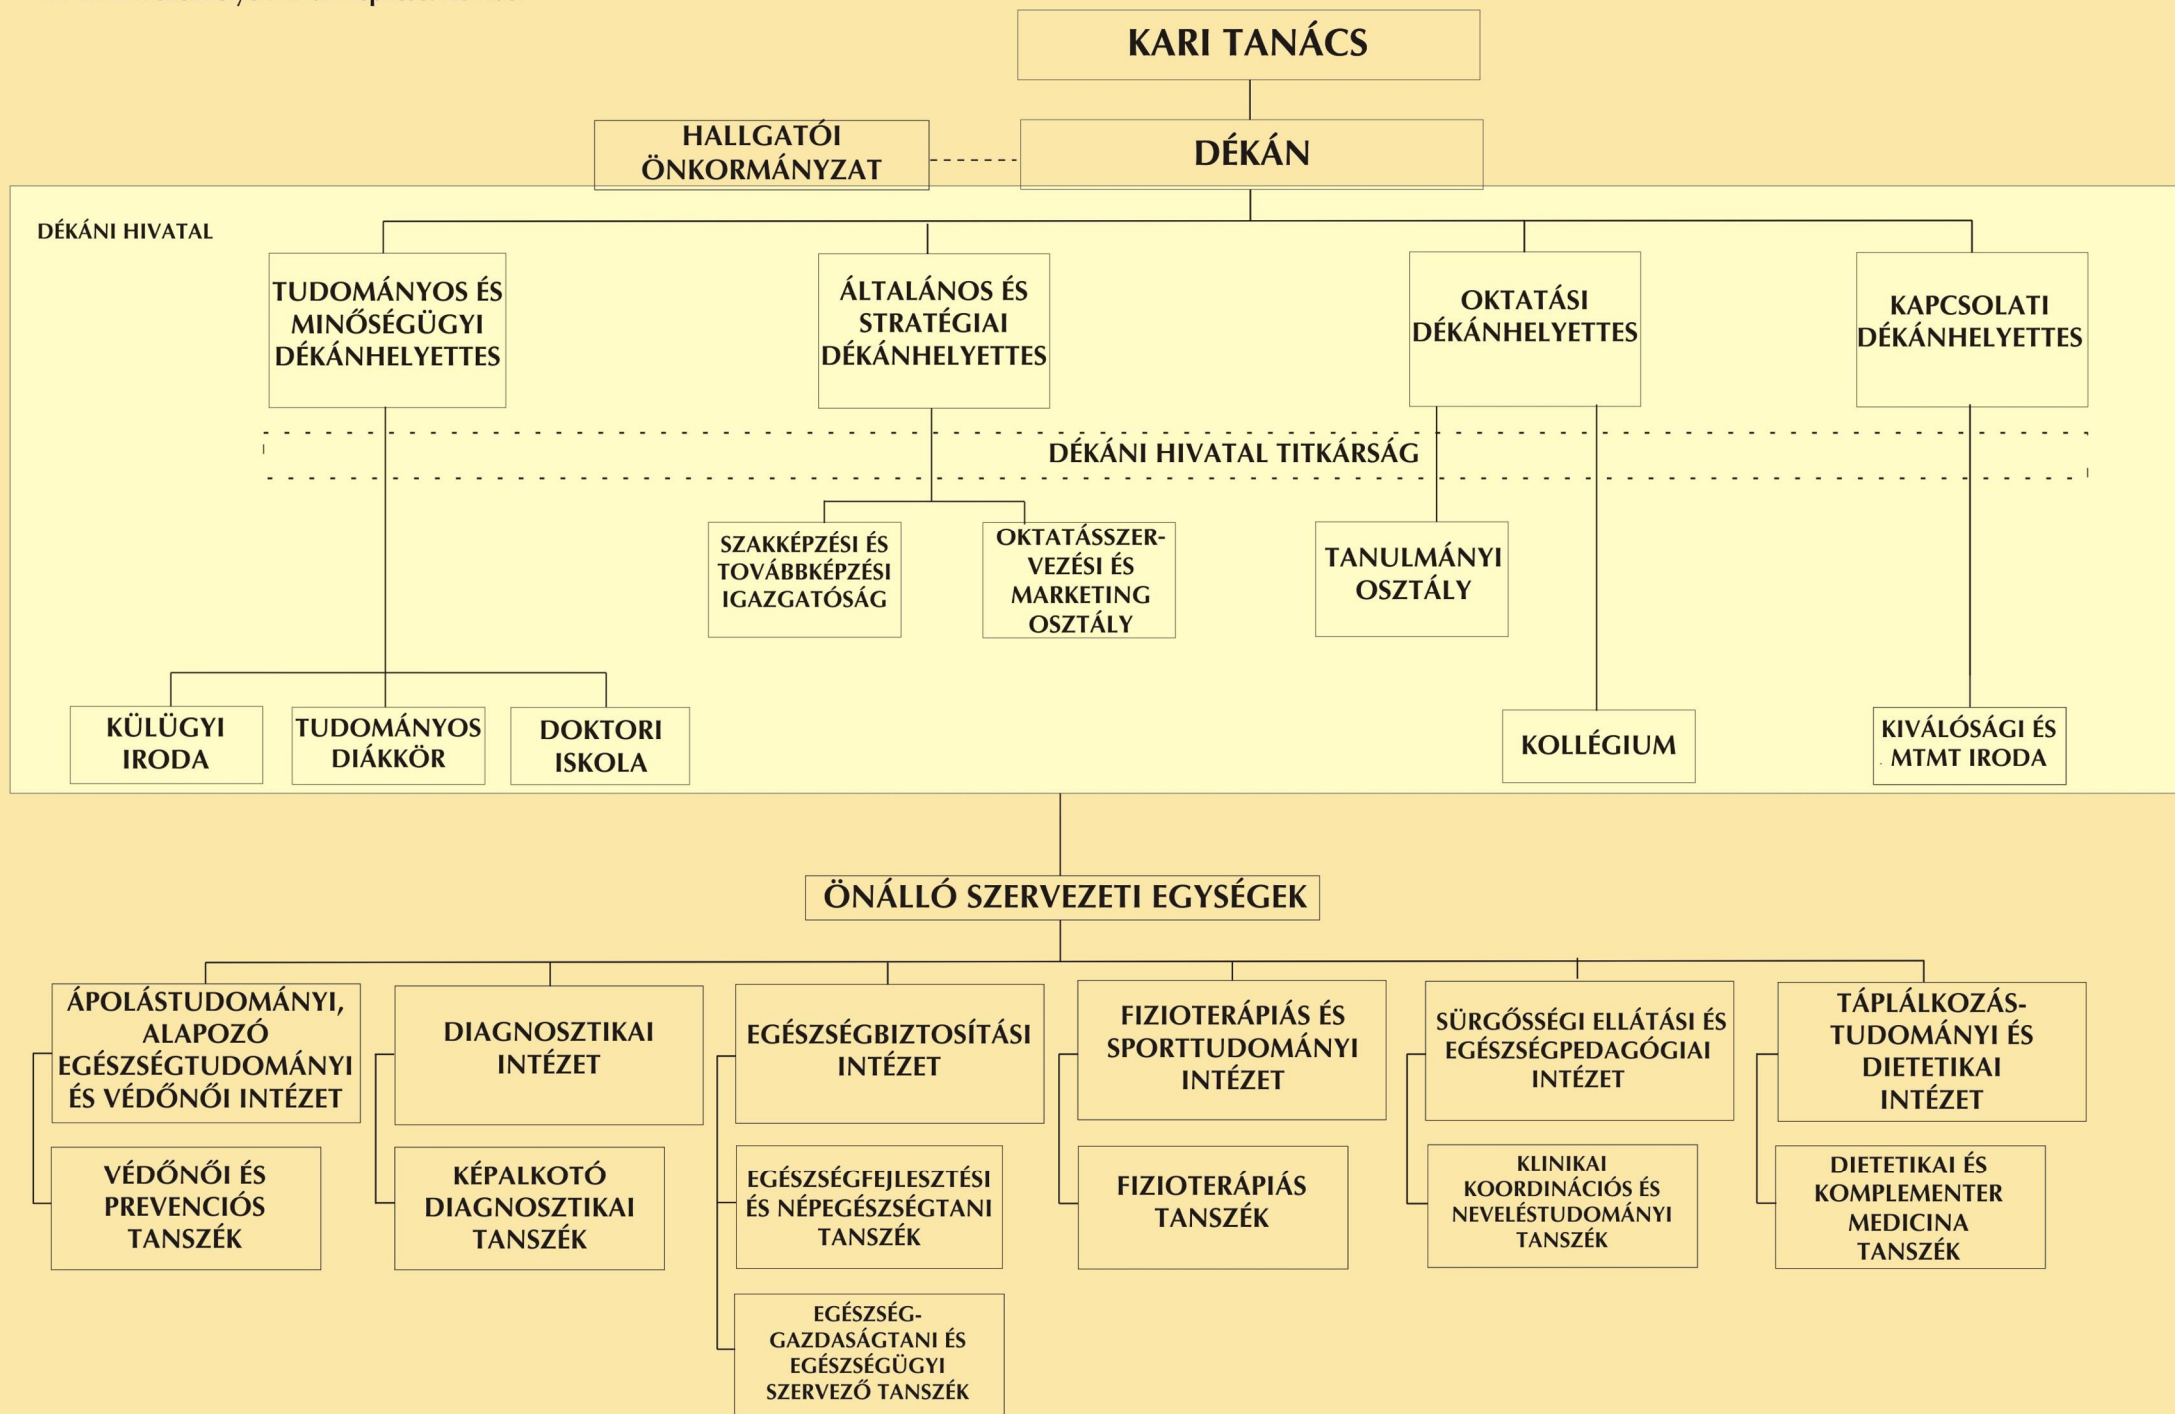 KARI TANÁCS
HALLGATÓI
ÖNKORMÁNYZAT
DÉKÁN
DÉKÁNI HIVATAL
TUDOMÁNYOS ÉS
MINŐSÉGÜGYI
DÉKÁNHELYETTES
ÁLTALÁNOS ÉS
STRATÉGIAI
DÉKÁNHELYETTES
OKTATÁSI
DÉKÁNHELYETTES
KAPCSOLATI
DÉKÁNHELYETTES
DÉKÁNI HIVATAL TITKÁRSÁG
SZAKKÉPZÉSI ÉS
TOVÁBBKÉPZÉSI
IGAZGATÓSÁG
OKTATÁSSZER-
VEZÉSI ÉS
MARKETING
OSZTÁLY
TANULMÁNYI
OSZTÁLY
KÜLÜGYI
IRODA
TUDOMÁNYOS
DIÁKKÖR
DOKTORI
ISKOLA
KOLLÉGIUM
KIVÁLÓSÁGI ÉS
MTMT IRODA
ÖNÁLLÓ SZERVEZETI EGYSÉGEK
ÁPOLÁSTUDOMÁNYI,
ALAPOZÓ
EGÉSZSÉGTUDOMÁNYI
ÉS VÉDŐNŐI INTÉZET
DIAGNOSZTIKAI
INTÉZET
EGÉSZSÉGBIZTOSÍTÁSI
INTÉZET
FIZIOTERÁPIÁS ÉS
SPORTTUDOMÁNYI
INTÉZET
SÜRGŐSSÉGI ELLÁTÁSI ÉS
EGÉSZSÉGPEDAGÓGIAI
INTÉZET
TÁPLÁLKOZÁS-
TUDOMÁNYI ÉS
DIETETIKAI
INTÉZET
VÉDŐNŐI ÉS
PREVENCIÓS
TANSZÉK
KÉPALKOTÓ
DIAGNOSZTIKAI
TANSZÉK
EGÉSZSÉGFEJLESZTÉSI
ÉS NÉPEGÉSZSÉGTANI
TANSZÉK
FIZIOTERÁPIÁS
TANSZÉK
KLINIKAI
KOORDINÁCIÓS ÉS
NEVELÉSTUDOMÁNYI
TANSZÉK
DIETETIKAI ÉS
KOMPLEMENTER
MEDICINA
TANSZÉK
EGÉSZSÉG-
GAZDASÁGTANI ÉS
EGÉSZSÉGÜGYI
SZERVEZŐ TANSZÉK